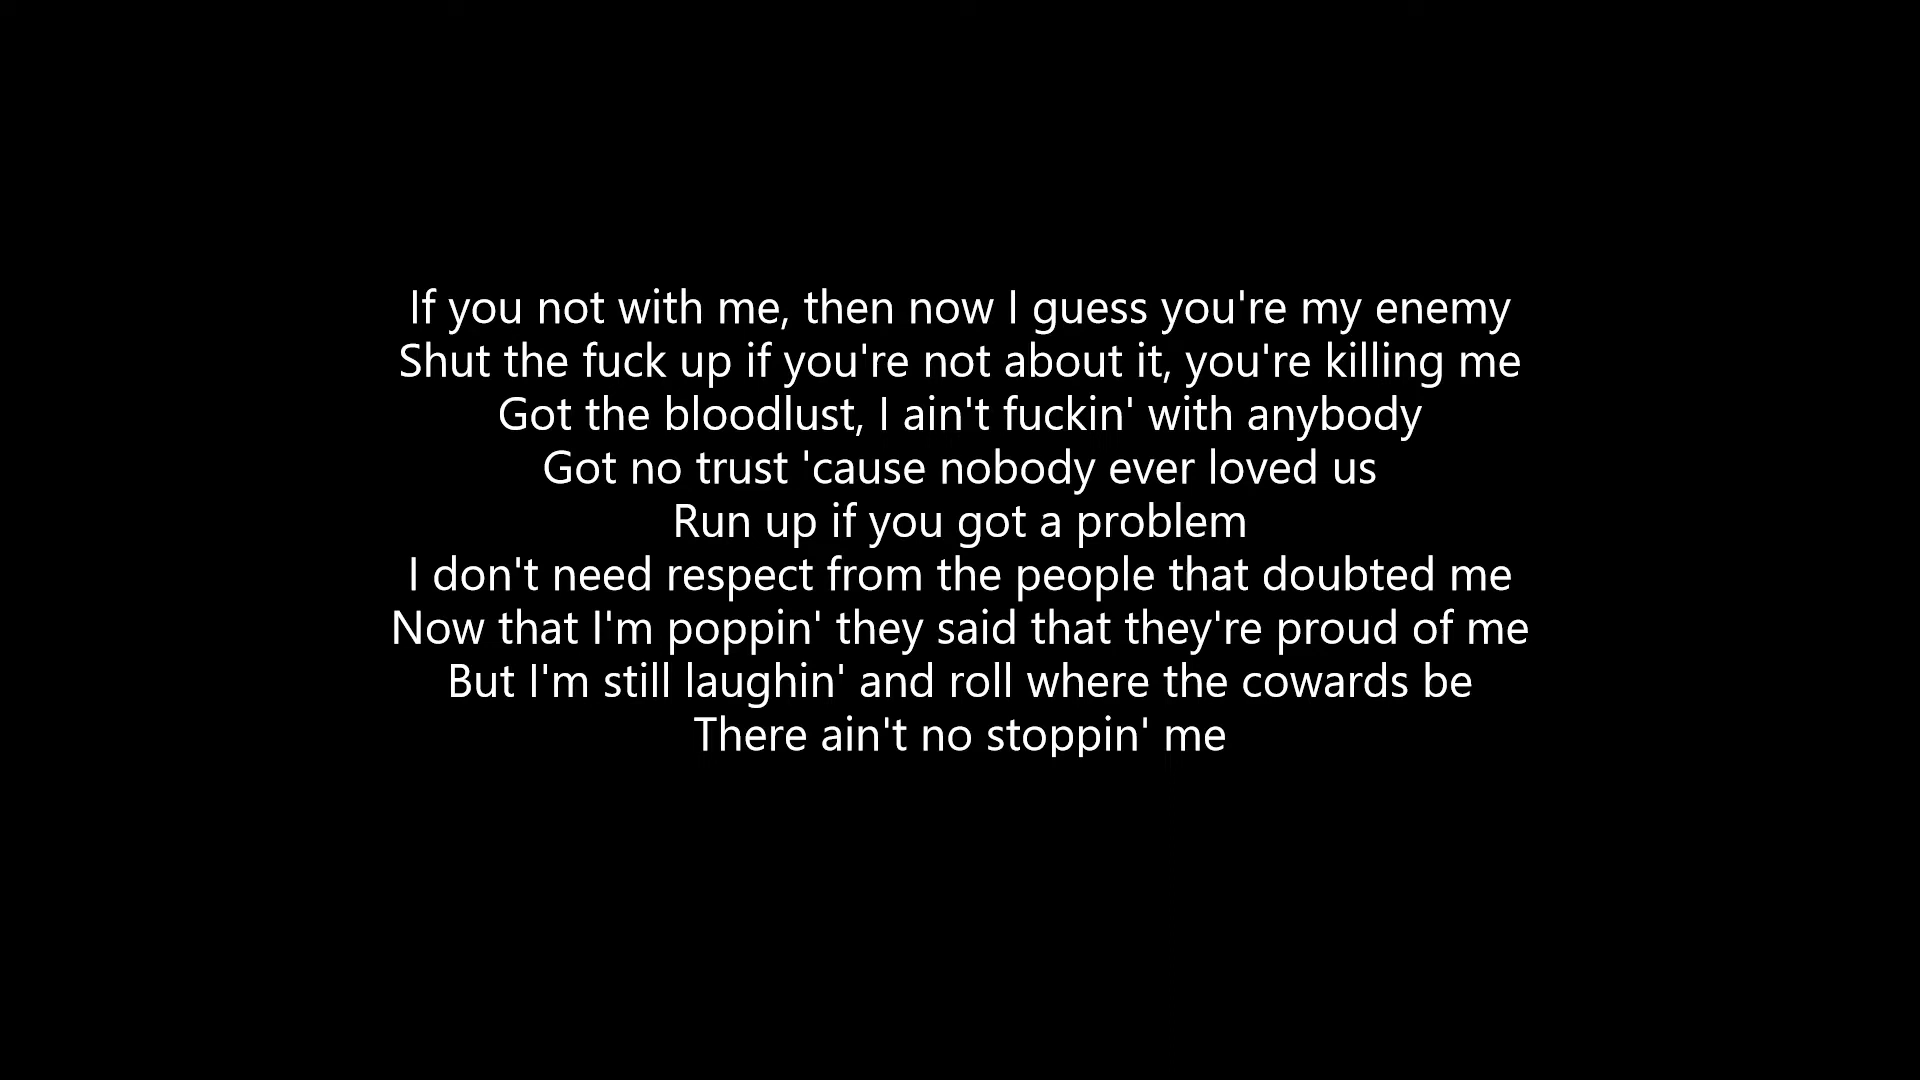 If you not with me, then now I guess you're my enemy
Shut the fuck up if you're not about it, you're killing me
Got the bloodlust, I ain't fuckin' with anybody
Got no trust 'cause nobody ever loved us
Run up if you got a problem
I don't need respect from the people that doubted me
Now that I'm poppin' they said that they're proud of me
But I'm still laughin' and roll where the cowards be
There ain't no stoppin' me